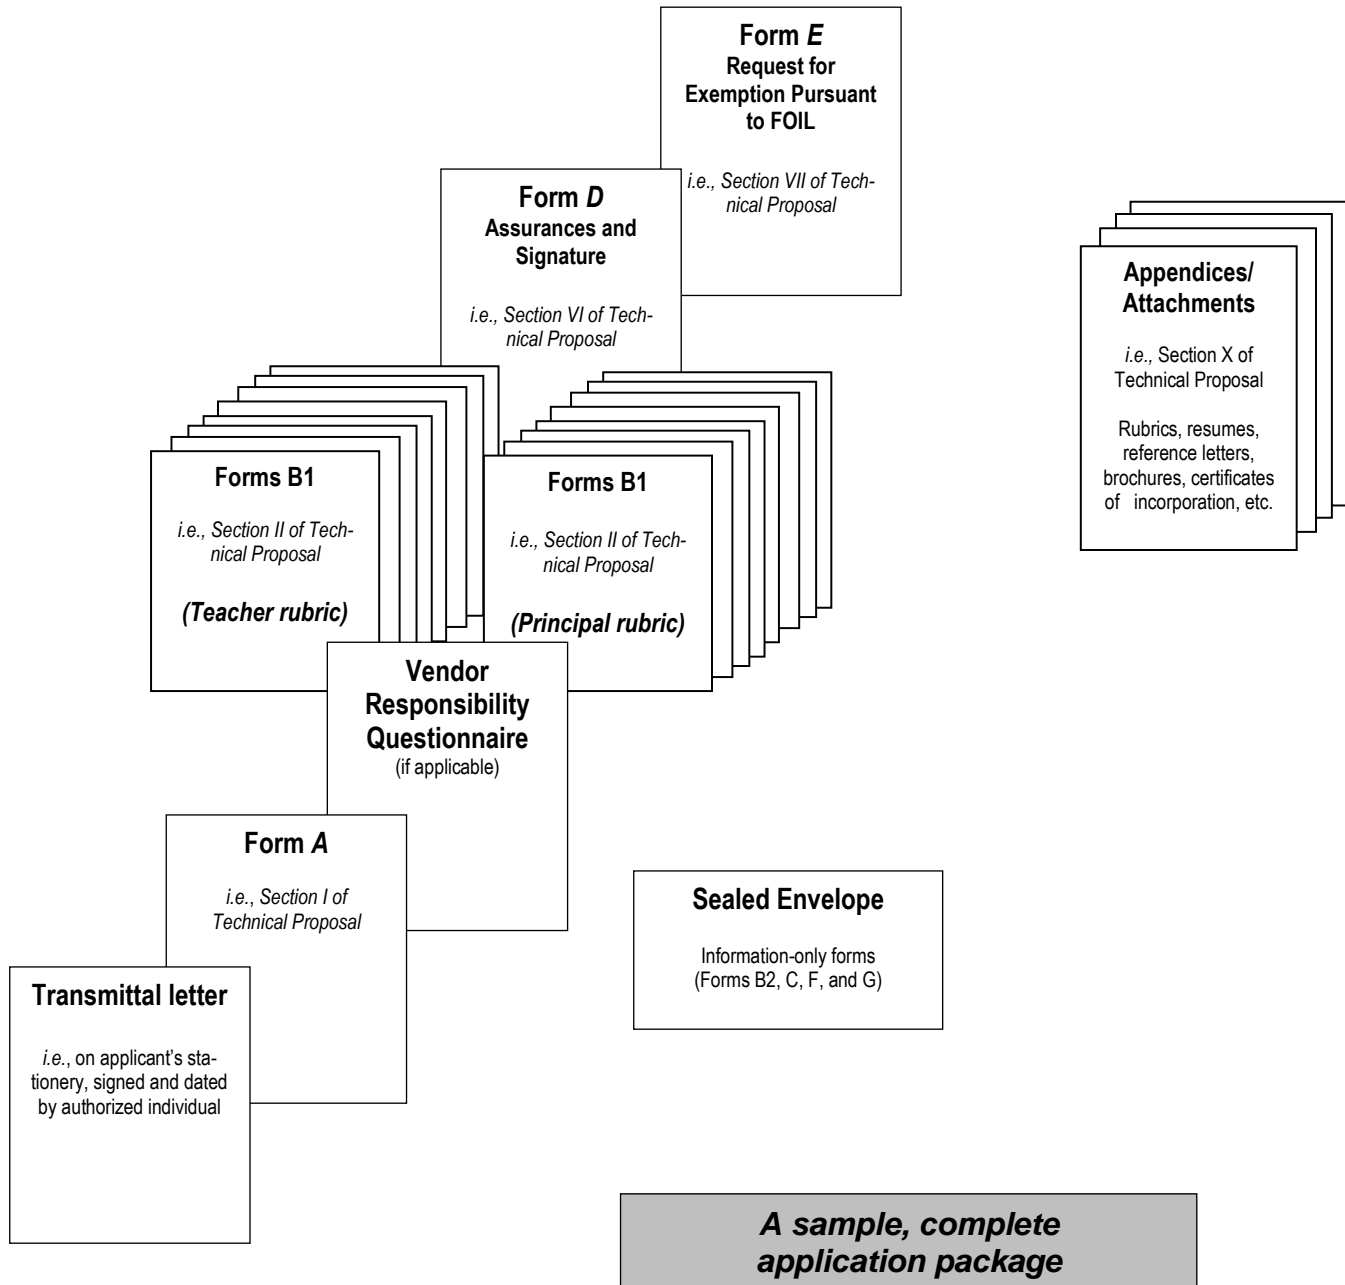 Form E
Request for
Exemption Pursuant
to FOIL
i.e., Section VII of Tech-
nical Proposal
Form D
Assurances and
Signature
i.e., Section VI of Tech-
nical Proposal
Appendices/
Attachments
i.e., Section X of
Technical Proposal
Rubrics, resumes,
reference letters,
brochures, certificates
of incorporation, etc.
Forms B1
i.e., Section II of Tech-
nical Proposal
(Teacher rubric)
Forms B1
i.e., Section II of Tech-
nical Proposal
(Principal rubric)
Vendor
Responsibility
Questionnaire
(if applicable)
Form A
i.e., Section I of
Technical Proposal
Sealed Envelope
Information-only forms
(Forms B2, C, F, and G)
Transmittal letter
i.e., on applicant’s sta-
tionery, signed and dated
by authorized individual
A sample, complete
application package